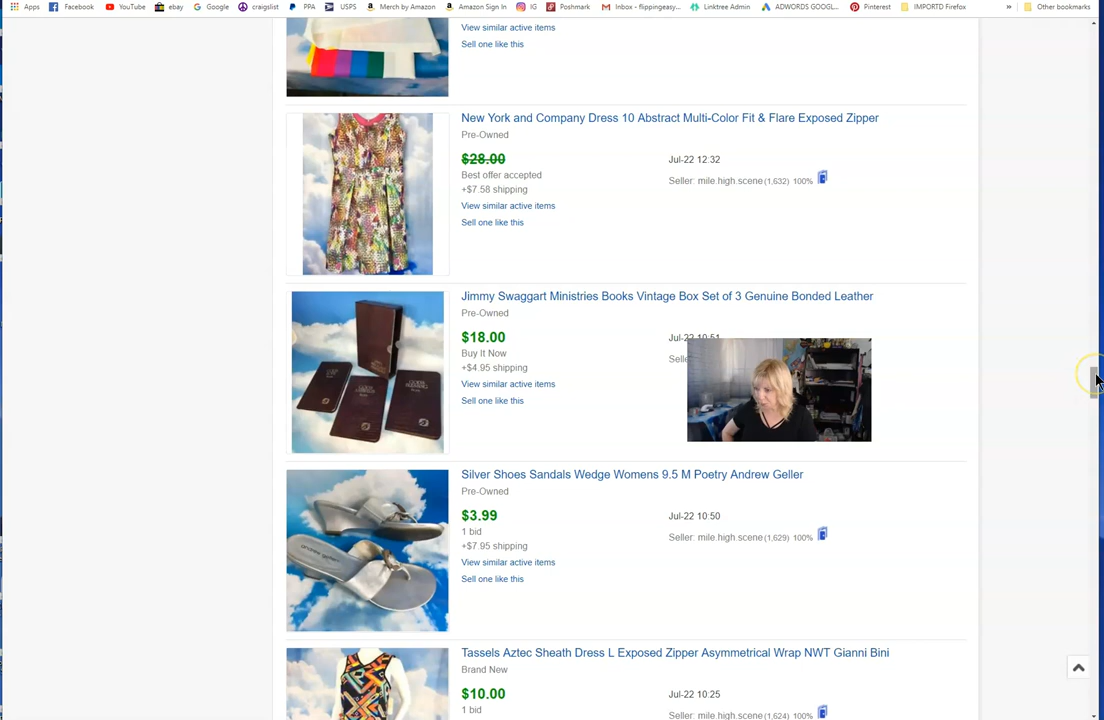 Apps Facebook YouTube ebay Google craigslist PPA USPS Merch by Amazon Amazon Sign In IG Poshmark Inbox - flippingeasy... Linktree Admin ADWORDS GOOGL... Pinterest IMPORTD Firefox » Other bookmarks
View similar active items
Sell one like this
New York and Company Dress 10 Abstract Multi-Color Fit & Flare Exposed Zipper
Pre-Owned
$28.00 Jul-22 12:32
Best offer accepted
Seller: mile.high.scene (1,632) 100%
+$7.58 shipping
View similar active items
Sell one like this
Jimmy Swaggart Ministries Books Vintage Box Set of 3 Genuine Bonded Leather
Pre-Owned
$18.00 Jul-22 10:51
Buy It Now
Selle
+$4.95 shipping
View similar active items
Sell one like this
Silver Shoes Sandals Wedge Womens 9.5 M Poetry Andrew Geller
Pre-Owned
$3.99 Jul-22 10:50
1 bid
Seller: mile.high.scene (1,629) 100%
+$7.95 shipping
View similar active items
Sell one like this
andrew geller
Tassels Aztec Sheath Dress L Exposed Zipper Asymmetrical Wrap NWT Gianni Bini
Brand New
$10.00 Jul-22 10:25
1 bid
Seller: mile.high.scene (1,624) 100%